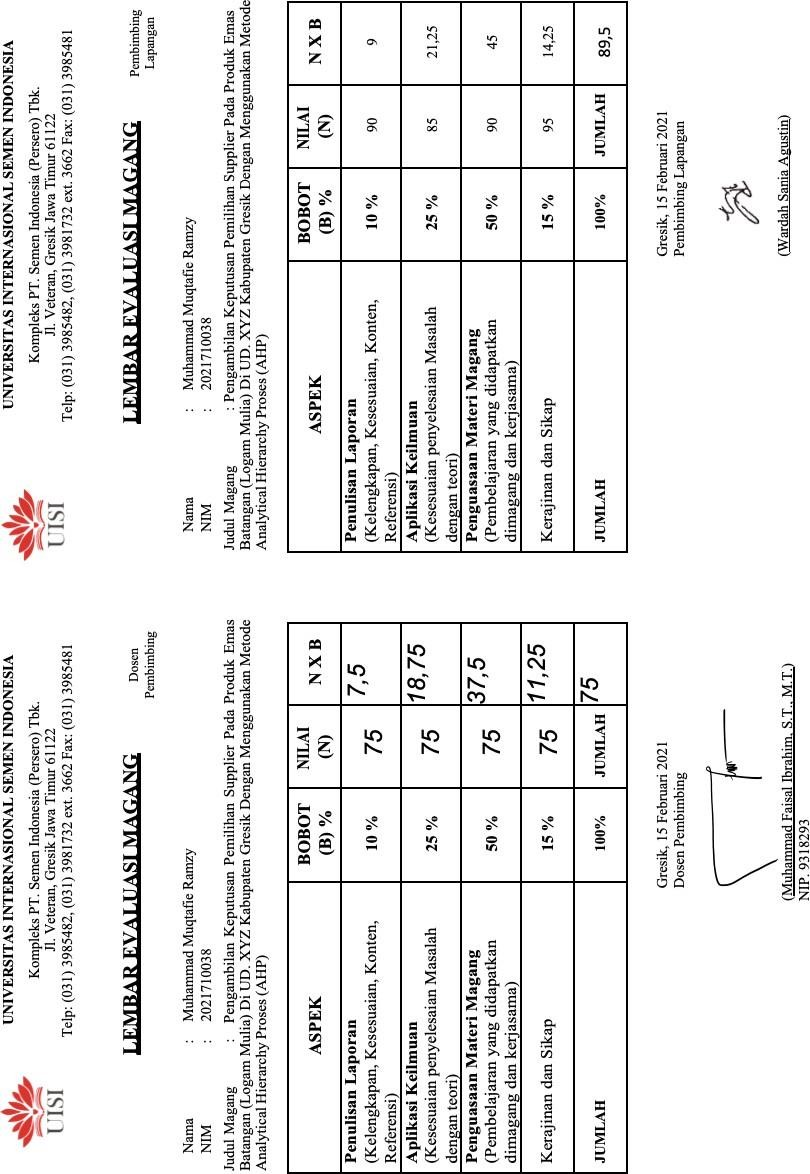 UISI
UNIVERSITAS INTERNASIONAL SEMEN INDONESIA
Kompleks PT. Semen Indonesia (Persero) Tbk.
Jl. Veteran, Gresik Jawa Timur 61122
Telp: (031) 3985482, (031) 3981732 ext. 3662 Fax: (031) 3985481
Dosen
Pembimbing
LEMBAR EVALUASI MAGANG
Nama : Muhammad Muqtafie Ramzy
NIM : 2021710038
Judul Magang : Pengambilan Keputusan Pemilihan Supplier Pada Produk Emas
Batangan (Logam Mulia) Di UD. XYZ Kabupaten Gresik Dengan Menggunakan Metode
Analytical Hierarchy Proses (AHP)
ASPEK BOBOT (B) % NILAI (N) N X B
Penulisan Laporan 10 % 75 7,5
(Kelengkapan, Kesesuaian, Konten,
Referensi)
Aplikasi Keilmuan 25 % 75 18,75
(Kesesuaian penyelesaian Masalah
dengan teori)
Penguasaan Materi Magang 50 % 75 37,5
(Pembelajaran yang didapatkan
dimagang dan kerjasama)
Kerajinan dan Sikap 15 % 75 11,25
JUMLAH 100% JUMLAH 75
Gresik, 15 Februari 2021
Dosen Pembimbing
(Muhammad Faisal Ibrahim, S.T., M.T.)
NIP. 9318293
UISI
UNIVERSITAS INTERNASIONAL SEMEN INDONESIA
Kompleks PT. Semen Indonesia (Persero) Tbk.
Jl. Veteran, Gresik Jawa Timur 61122
Telp: (031) 3985482, (031) 3981732 ext. 3662 Fax: (031) 3985481
Pembimbing
Lapangan
LEMBAR EVALUASI MAGANG
Nama : Muhammad Muqtafie Ramzy
NIM : 2021710038
Judul Magang : Pengambilan Keputusan Pemilihan Supplier Pada Produk Emas
Batangan (Logam Mulia) Di UD. XYZ Kabupaten Gresik Dengan Menggunakan Metode
Analytical Hierarchy Proses (AHP)
ASPEK BOBOT (B) % NILAI (N) N X B
Penulisan Laporan 10 % 90 9
(Kelengkapan, Kesesuaian, Konten,
Referensi)
Aplikasi Keilmuan 25 % 85 21,25
(Kesesuaian penyelesaian Masalah
dengan teori)
Penguasaan Materi Magang 50 % 90 45
(Pembelajaran yang didapatkan
dimagang dan kerjasama)
Kerajinan dan Sikap 15 % 95 14,25
JUMLAH 100% JUMLAH 89,5
Gresik, 15 Februari 2021
Pembimbing Lapangan
(Wardah Sania Agustin)